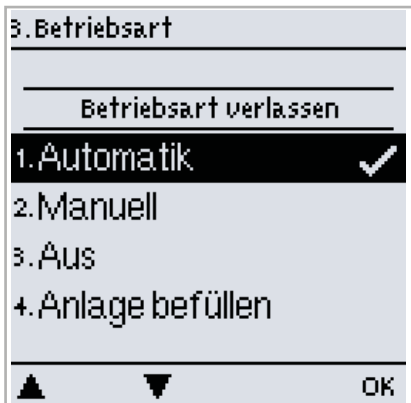 3.Betriebsart
Betriebsart verlassen
1.Automatik
2.Manuell
3.Aus
4.Anlage befüllen
OK